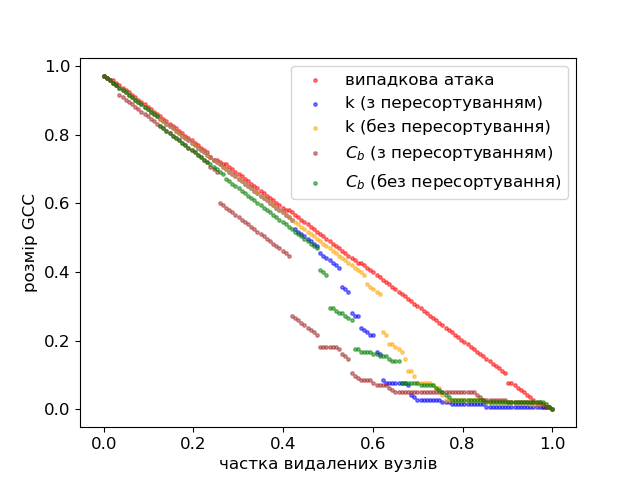 1.0
0.8
0.6
0.4
0.2
0.0
розмір GCC
випадкова атака
k (з пересортуванням)
k (без пересортування)
C_b (з пересортуванням)
C_b (без пересортування)
0.0 0.2 0.4 0.6 0.8 1.0
частка видалених вузлів